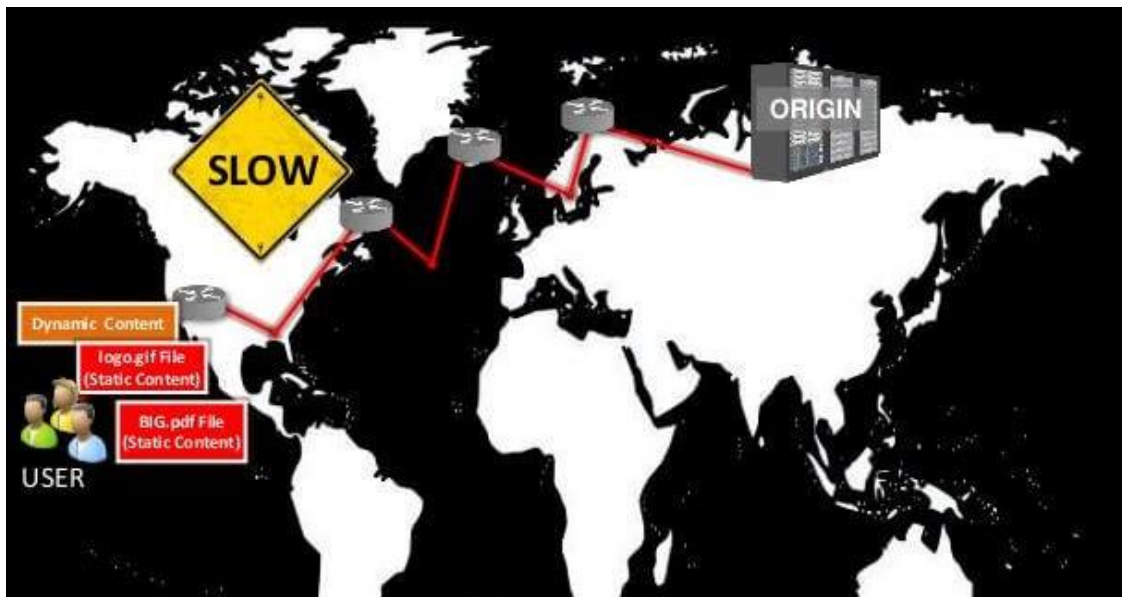 ORIGIN
SLOW
Dynamic Content
logo.gif File
(Static Content)
BIG.pdf File
(Static Content)
USER